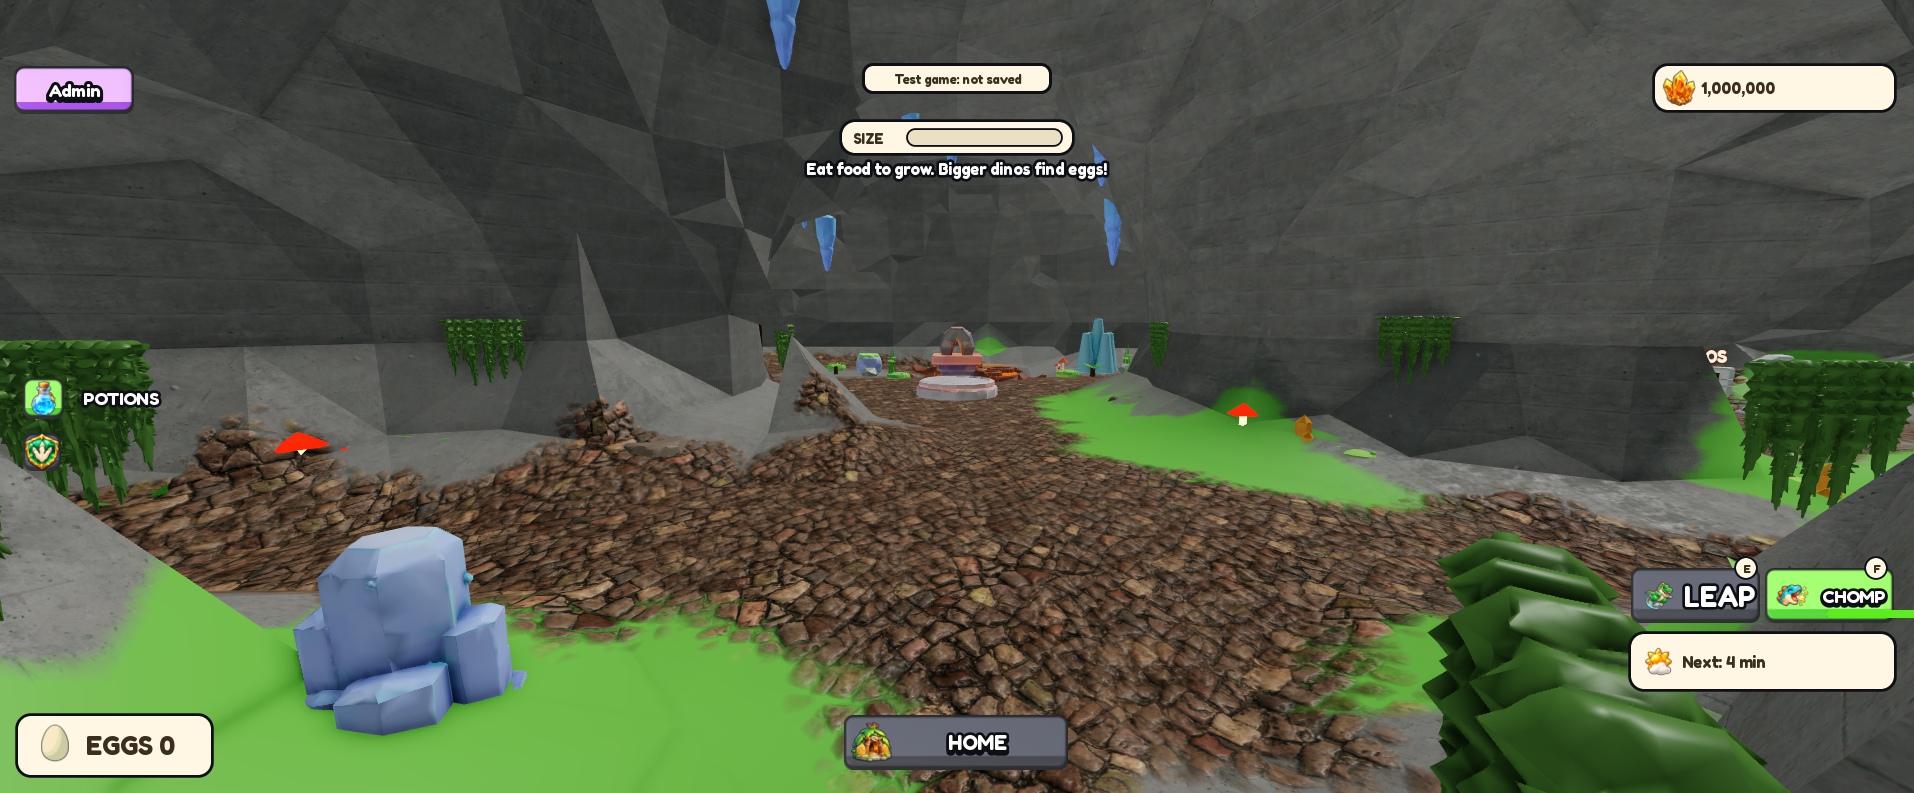 Admin
Test game: not saved
1,000,000
SIZE
Eat food to grow. Bigger dinos find eggs!
OS
POTIONS
E
F
LEAP
CHOMP
Next: 4 min
EGGS 0
HOME